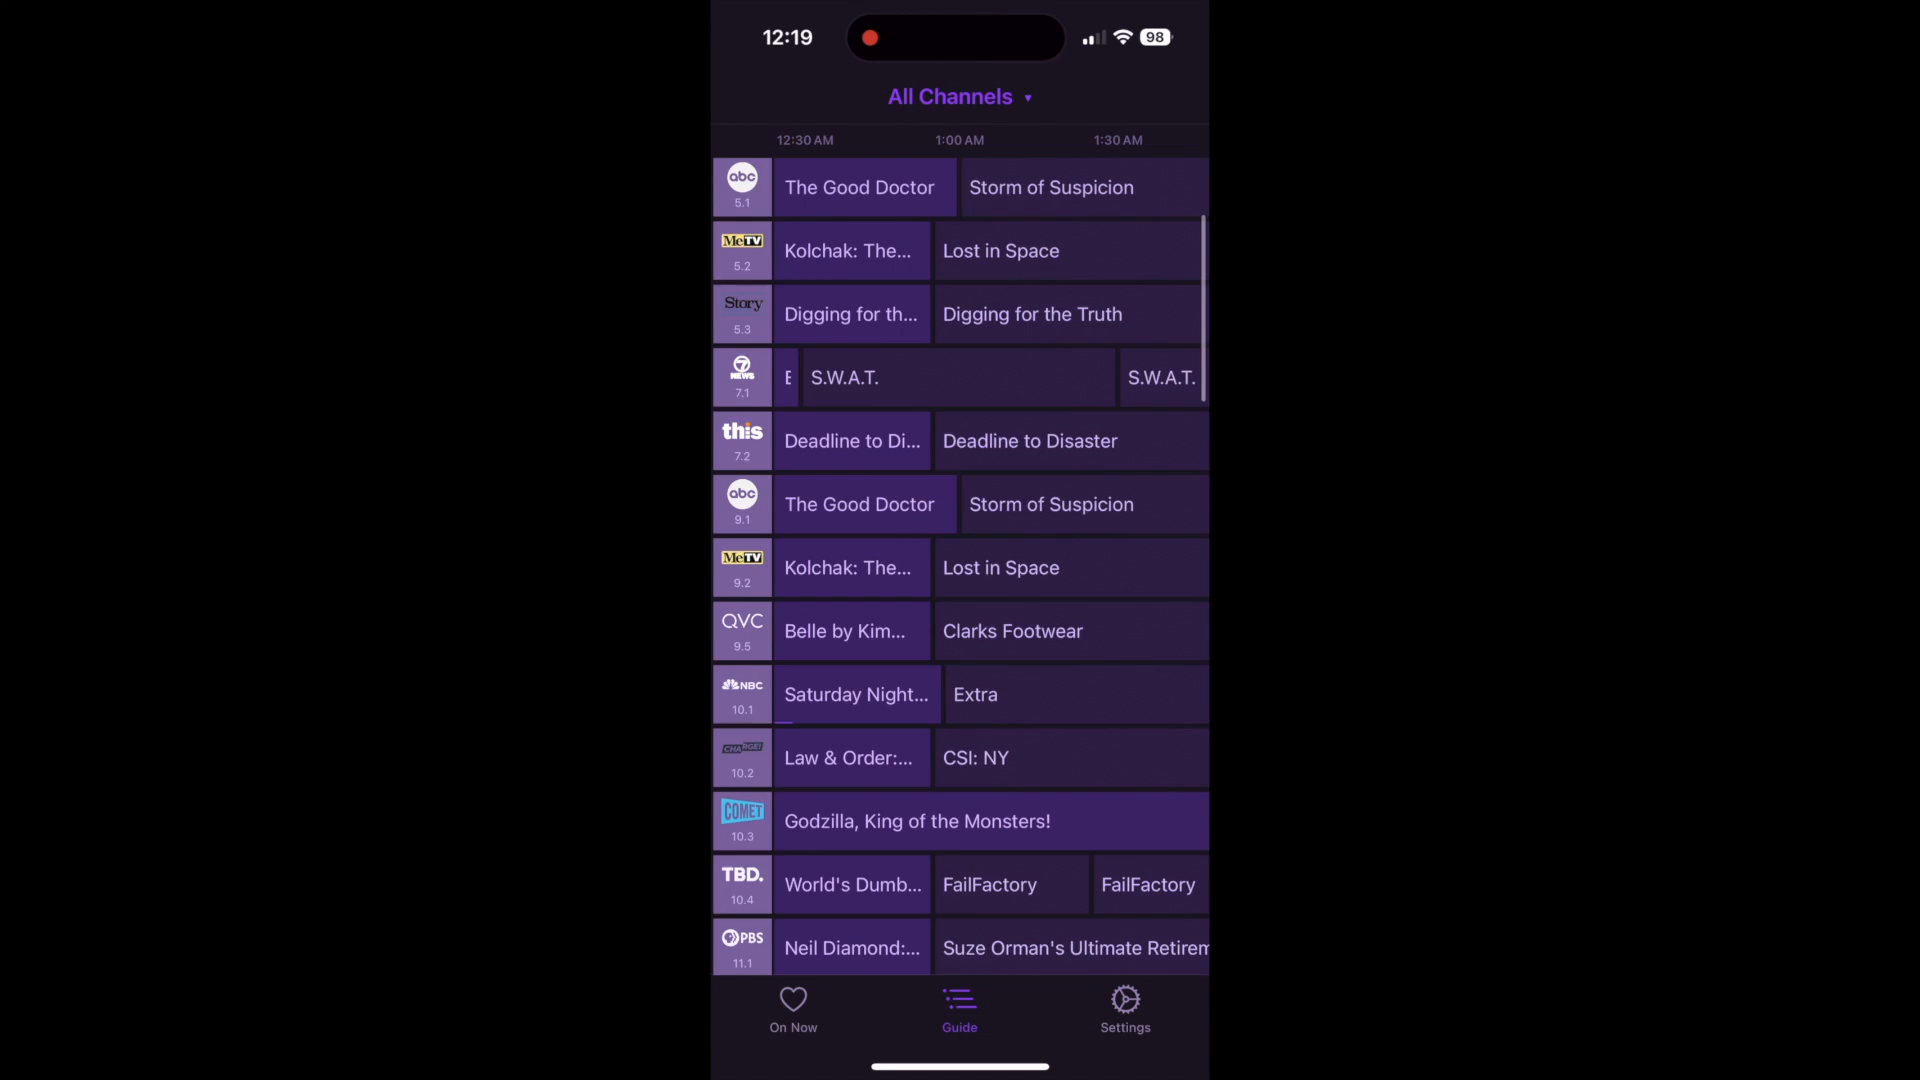 12:19
98
All Channels
12:30 AM 1:00 AM 1:30 AM
abc
5.1
The Good Doctor
Storm of Suspicion
MeTV
5.2
Kolchak: The...
Lost in Space
Story
5.3
Digging for th...
Digging for the Truth
7
NEWS
7.1
E
S.W.A.T.
S.W.A.T.
this
7.2
Deadline to Di...
Deadline to Disaster
abc
9.1
The Good Doctor
Storm of Suspicion
MeTV
9.2
Kolchak: The...
Lost in Space
QVC
9.5
Belle by Kim...
Clarks Footwear
NBC
10.1
Saturday Night...
Extra
CHARGE!
10.2
Law & Order:...
CSI: NY
COMET
10.3
Godzilla, King of the Monsters!
TBD.
10.4
World's Dumb...
FailFactory
FailFactory
PBS
11.1
Neil Diamond:...
Suze Orman's Ultimate Retirem
On Now
Guide
Settings